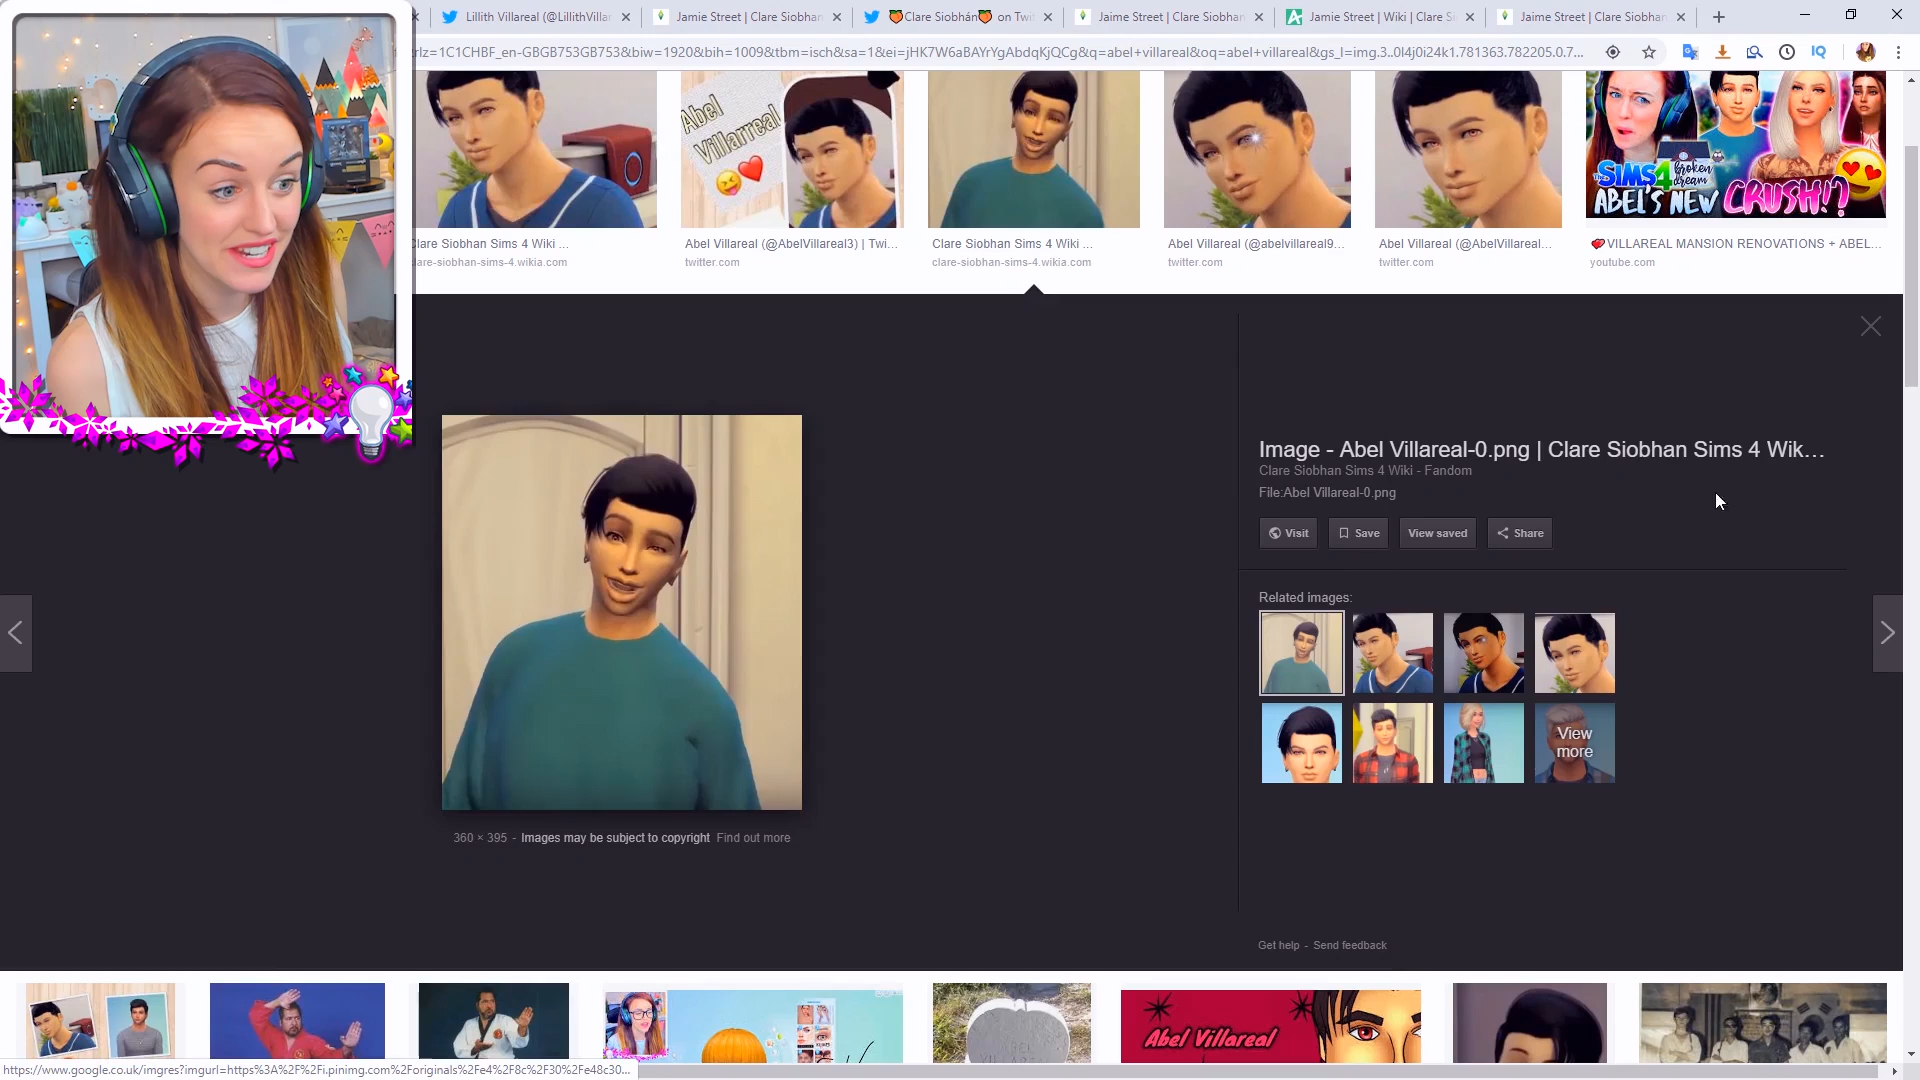 Lillith Villareal (@LillithVillar
Jamie Street | Clare Siobhan
Clare Siobhán on Twi
Jaime Street | Clare Siobhan
Jamie Street | Wiki | Clare Si
Jaime Street | Clare Siobhan
rlz=1C1CHBF_en-GBGB753GB753&biw=1920&bih=1009&tbm=isch&sa=1&ei=jHK7W6aBAYrYgAbdqKjQCg&q=abel+villareal&oq=abel+villareal&gs_l=img.3..0l4j0i24k1.781363.782205.0.7...
Abel
Villarreal
THE SIMS 4 broken dream
ABEL'S NEW CRUSH!?
Clare Siobhan Sims 4 Wiki ...
clare-siobhan-sims-4.wikia.com
Abel Villareal (@AbelVillareal3) | Twi...
twitter.com
Clare Siobhan Sims 4 Wiki ...
clare-siobhan-sims-4.wikia.com
Abel Villareal (@abelvillareal9...
twitter.com
Abel Villareal (@AbelVillareal...
twitter.com
VILLAREAL MANSION RENOVATIONS + ABEL...
youtube.com
Image - Abel Villareal-0.png | Clare Siobhan Sims 4 Wik...
Clare Siobhan Sims 4 Wiki - Fandom
File:Abel Villareal-0.png
Visit
Save
View saved
Share
Related images:
View more
360 × 395 - Images may be subject to copyright Find out more
Get help - Send feedback
Abel Villareal
https://www.google.co.uk/imgres?imgurl=https%3A%2F%2Fi.pinimg.com%2Foriginals%2Fe4%2F8c%2F30%2Fe48c30...